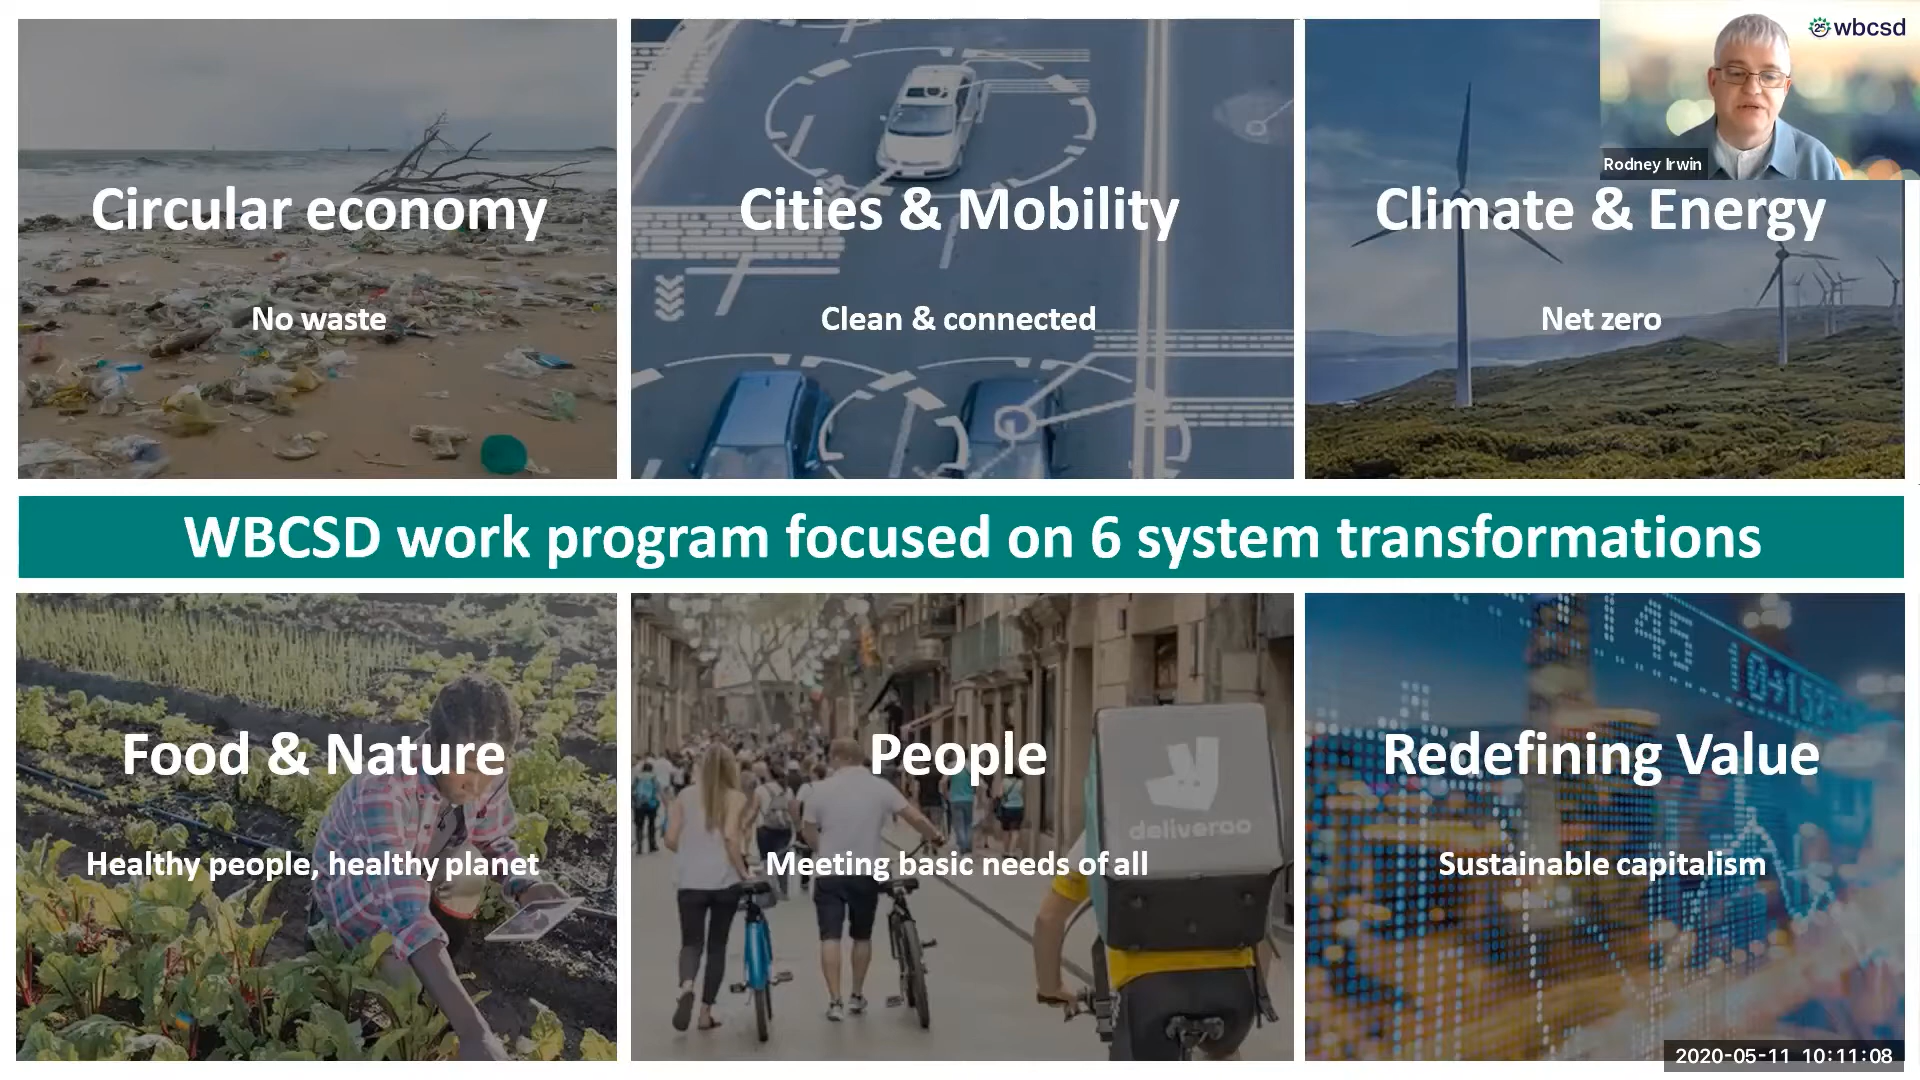 25 wbcsd
Rodney Irwin
Circular economy
No waste
Cities & Mobility
Clean & connected
Climate & Energy
Net zero
WBCSD work program focused on 6 system transformations
Food & Nature
Healthy people, healthy planet
People
Meeting basic needs of all
deliveroo
Redefining Value
Sustainable capitalism
2020-05-11 10:11:08